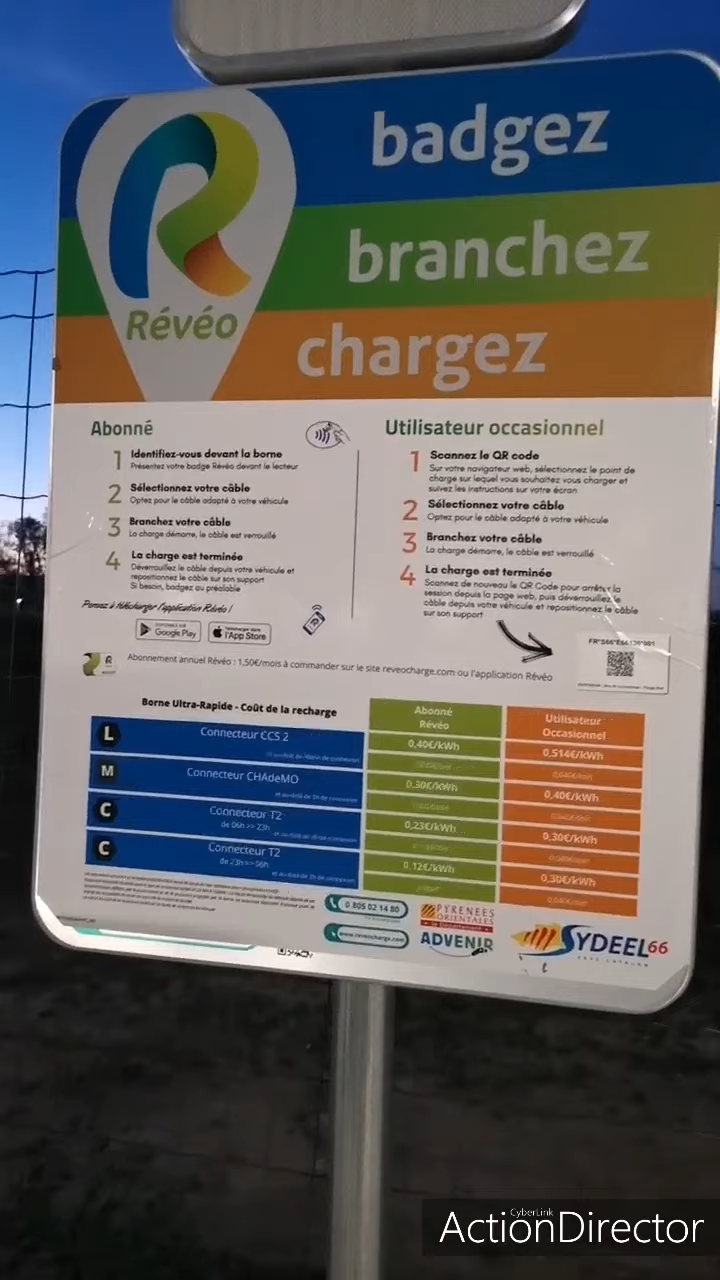 badgez
branchez
chargez
Révéo
Abonné
1 Identifiez-vous devant la borne
Présentez votre badge Révéo devant le lecteur
2 Sélectionnez votre câble
Optez pour le câble adapté à votre véhicule
3 Branchez votre câble
La charge démarre, le câble est verrouillé
4 La charge est terminée
Déverrouillez le câble depuis votre véhicule et
repositionnez le câble sur son support
Si besoin, badgez au préalable
Pensez à télécharger l'application Révéo !
Google Play
l'App Store
Utilisateur occasionnel
1 Scannez le QR code
Sur votre navigateur web, sélectionnez le point de
charge sur lequel vous souhaitez vous charger et
suivez les instructions sur votre écran
2 Sélectionnez votre câble
Optez pour le câble adapté à votre véhicule
3 Branchez votre câble
La charge démarre, le câble est verrouillé
4 La charge est terminée
Scannez de nouveau le QR Code pour arrêter la
session depuis la page web, puis déverrouillez le
câble depuis votre véhicule et repositionnez le câble
sur son support
Abonnement annuel Révéo : 1,50€/mois à commander sur le site reveocharge.com ou l'application Révéo
Borne Ultra-Rapide - Coût de la recharge
Abonné
Révéo
Utilisateur
Occasionnel
L Connecteur CCS 2
0,40€/kWh
0,514€/kWh
M Connecteur CHAdeMO
0,30€/kWh
0,40€/kWh
C Connecteur T2
de 06h >> 23h
0,23€/kWh
0,30€/kWh
C Connecteur T2
de 23h >> 06h
0,12€/kWh
0,30€/kWh
0 805 02 14 80
www.reveocharge.com
PYRÉNÉES
ORIENTALES
ADVENIR
SYDEEL66
PAYS CATALAN
CyberLink
ActionDirector